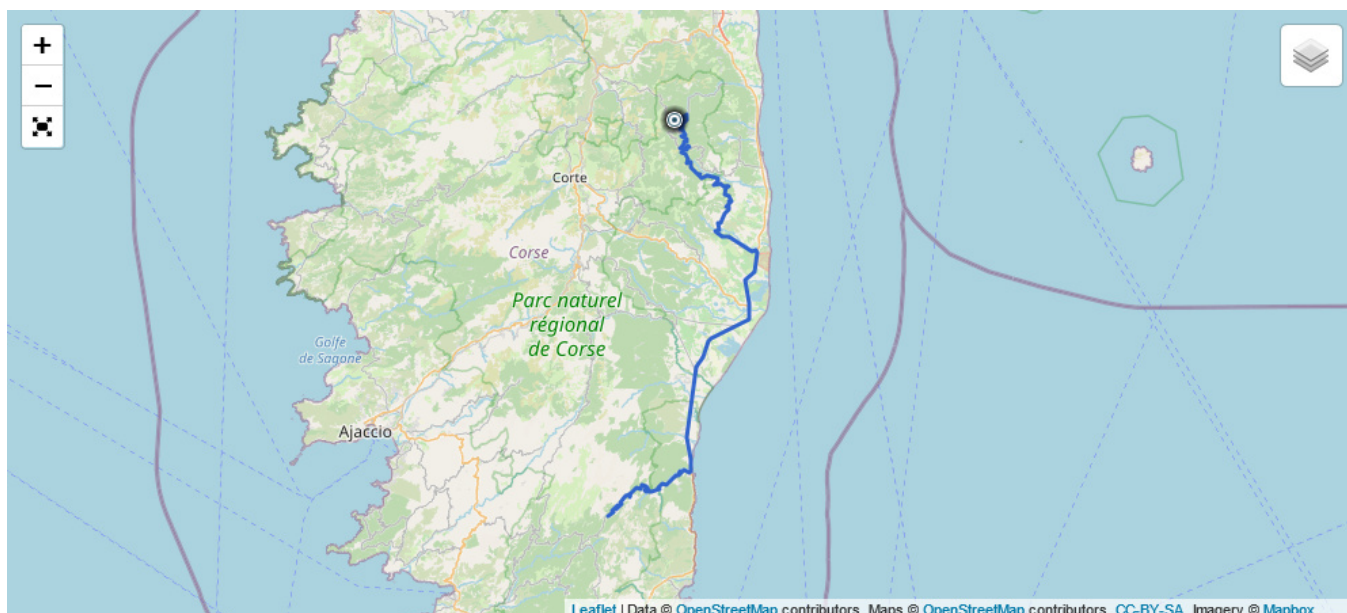 +
−
Corte
Corse
Parc naturel
régional
de Corse
Golfe
de Sagone
Ajaccio
Leaflet | Data © OpenStreetMap contributors, Maps © OpenStreetMap contributors, CC-BY-SA, Imagery © Mapbox